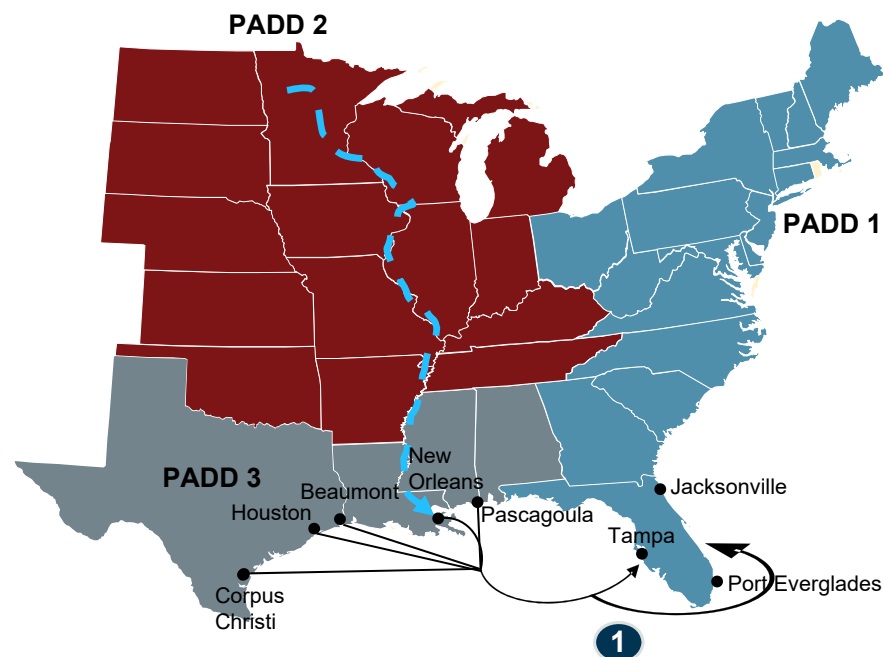 PADD 2
PADD 1
New
Orleans
PADD 3
Beaumont
Jacksonville
Houston
Pascagoula
Tampa
Port Everglades
Corpus
Christi
1